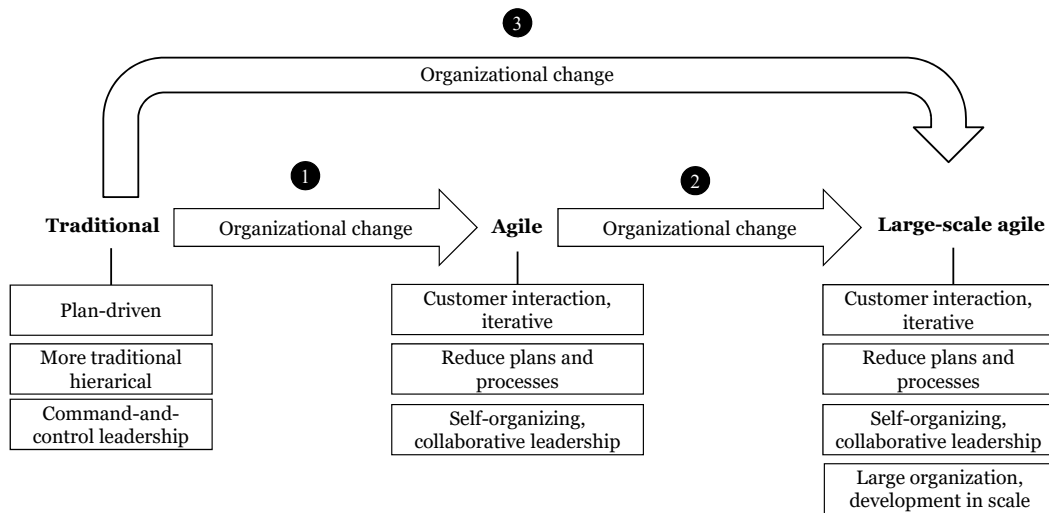 3
Organizational change
1
2
Traditional
Organizational change
Agile
Organizational change
Large-scale agile
Plan-driven
More traditional
hierarical
Command-and-
control leadership
Customer interaction,
iterative
Reduce plans and
processes
Self-organizing,
collaborative leadership
Customer interaction,
iterative
Reduce plans and
processes
Self-organizing,
collaborative leadership
Large organization,
development in scale